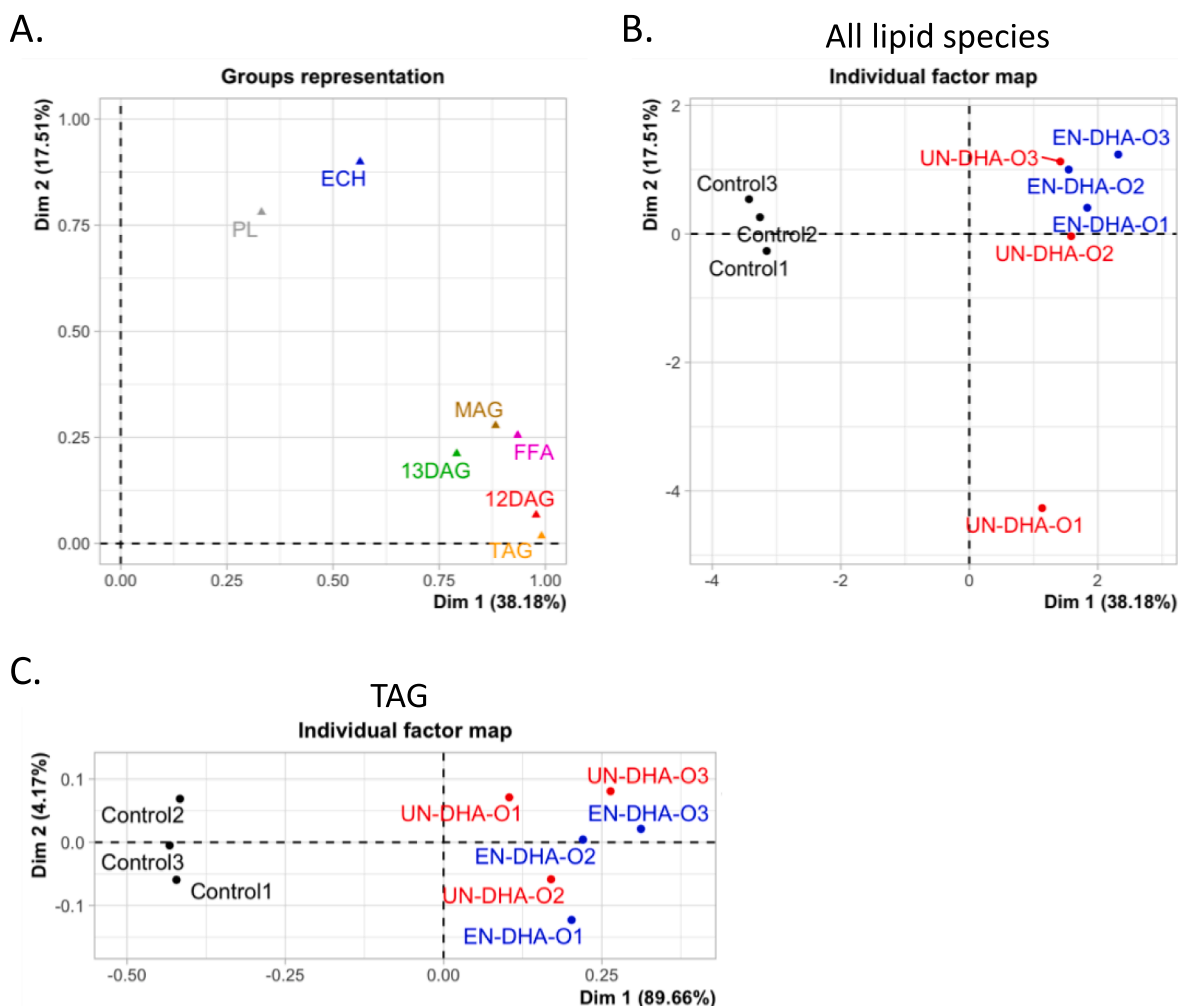 A.
Groups representation
Dim 2 (17.51%)
1.00
0.75
0.50
0.25
0.00
ECH
PL
MAG
FFA
13DAG
12DAG
TAG
0.00 0.25 0.50 0.75 1.00
Dim 1 (38.18%)
B.
All lipid species
Individual factor map
Dim 2 (17.51%)
2
0
-2
-4
EN-DHA-O3
UN-DHA-O3
EN-DHA-O2
Control3
EN-DHA-O1
Control2
UN-DHA-O2
Control1
UN-DHA-O1
-4 -2 0 2
Dim 1 (38.18%)
C.
TAG
Individual factor map
Dim 2 (4.17%)
0.1
0.0
-0.1
UN-DHA-O3
Control2
UN-DHA-O1
EN-DHA-O3
Control3
EN-DHA-O2
Control1
UN-DHA-O2
EN-DHA-O1
-0.50 -0.25 0.00 0.25
Dim 1 (89.66%)